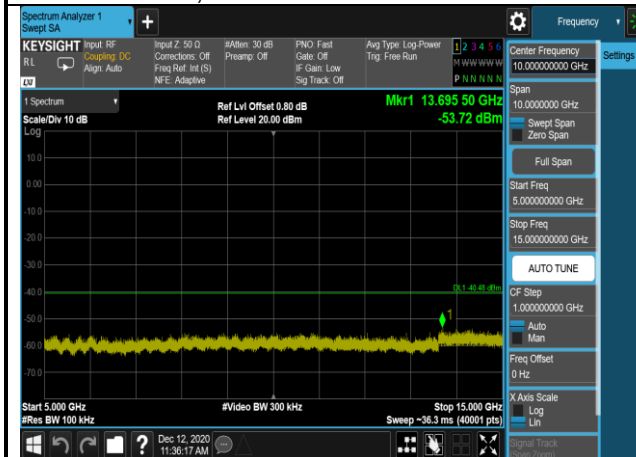 Spectrum Analyzer 1
Swept SA
Frequency
Settings
KEYSIGHT
RL
Input: RF
Coupling: DC
Align: Auto
Input Z: 50 Ω
Corrections: Off
Freq Ref: Int (S)
NFE: Adaptive
#Atten: 30 dB
Preamp: Off
PNO: Fast
Gate: Off
IF Gain: Low
Sig Track: Off
Avg Type: Log-Power
Trig: Free Run
1 2 3 4 5 6
M W W W W W
P N N N N N
1 Spectrum
Scale/Div 10 dB
Log
Ref Lvl Offset 0.80 dB
Ref Level 20.00 dBm
Mkr1 13.695 50 GHz
-53.72 dBm
10.0
0.00
-10.0
-20.0
-30.0
-40.0
-50.0
-60.0
-70.0
DL1 -40.48 dBm
1
Start 5.000 GHz
#Res BW 100 kHz
#Video BW 300 kHz
Stop 15.000 GHz
Sweep ~36.3 ms (40001 pts)
Center Frequency
10.000000000 GHz
Span
10.0000000 GHz
Swept Span
Zero Span
Full Span
Start Freq
5.000000000 GHz
Stop Freq
15.000000000 GHz
AUTO TUNE
CF Step
1.000000000 GHz
Auto
Man
Freq Offset
0 Hz
X Axis Scale
Log
Lin
Signal Track
(Span Zoom)
?
Dec 12, 2020
11:36:17 AM